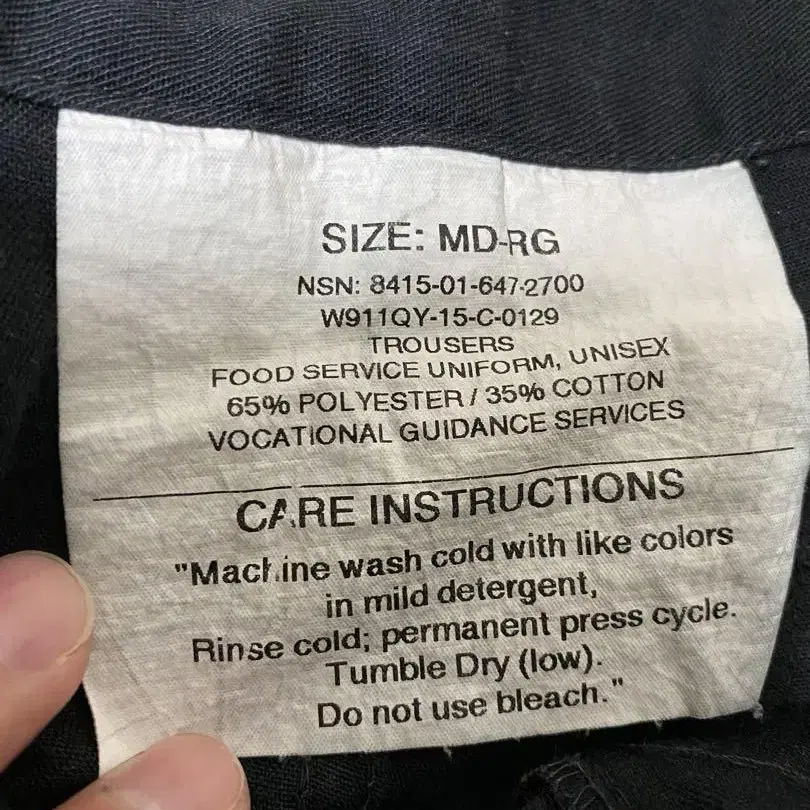 SIZE: MD-RG
NSN: 8415-01-647-2700
W911QY-15-C-0129
TROUSERS
FOOD SERVICE UNIFORM, UNISEX
65% POLYESTER / 35% COTTON
VOCATIONAL GUIDANCE SERVICES
CARE INSTRUCTIONS
"Machine wash cold with like colors
in mild detergent,
Rinse cold; permanent press cycle.
Tumble Dry (low).
Do not use bleach."